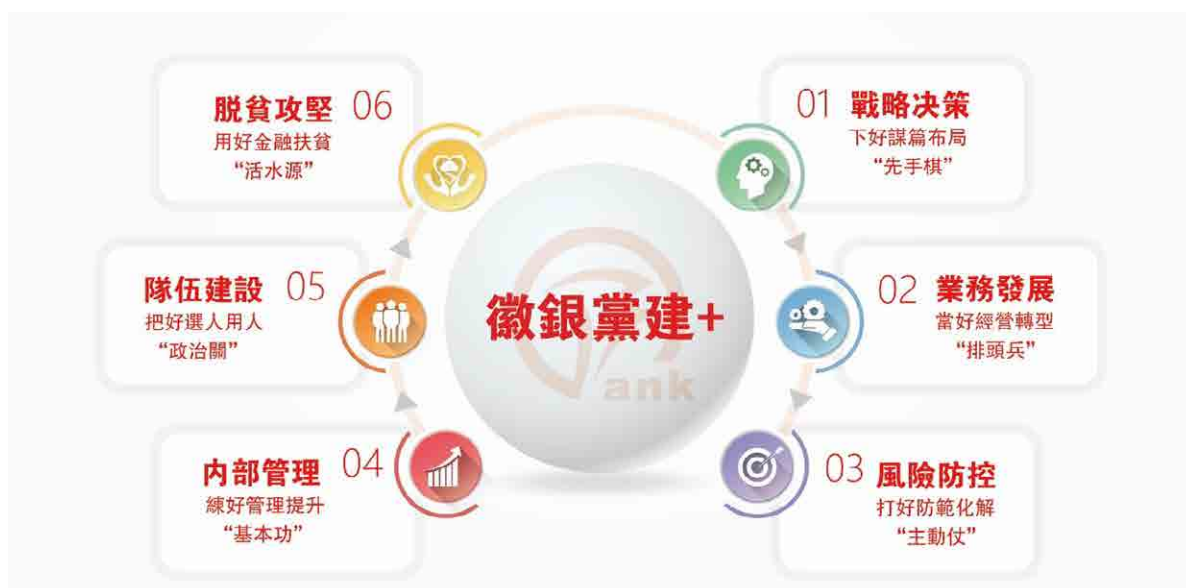 徽銀黨建+
ank
01 戰略决策
下好謀篇布局
“先手棋”
02 業務發展
當好經營轉型
“排頭兵”
03 風險防控
打好防範化解
“主動仗”
04 内部管理
練好管理提升
“基本功”
05 隊伍建設
把好選人用人
“政治關”
06 脱貧攻堅
用好金融扶貧
“活水源”